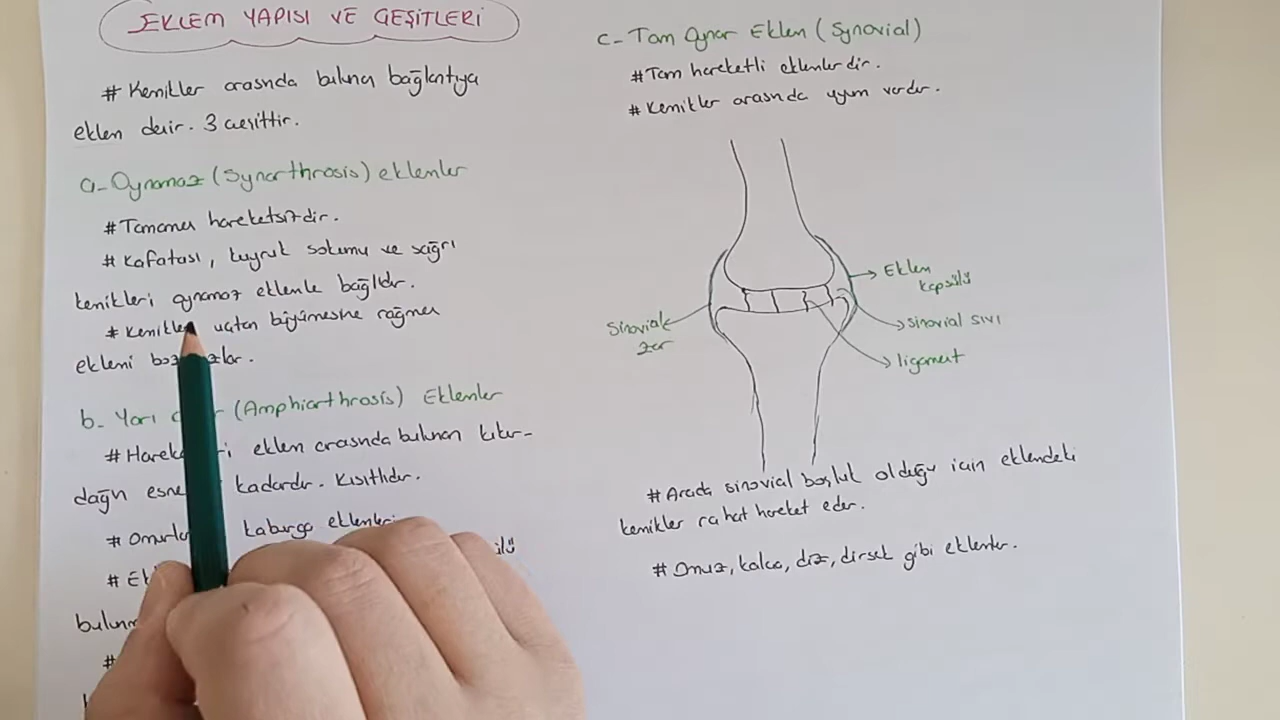 EKLEM YAPISI VE ÇEŞİTLERİ
# Kemikler arasında bulunan bağlantıya
eklem denir. 3 çeşittir.
a- Oynamaz (Synarthrosis) eklemler
# Tamamen hareketsizdir.
# Kafatası, kuyruk sokumu ve sağrı
kemikleri oynamaz eklemle bağlıdır.
# Kemikler uzun büyümesine rağmen
eklemi
b- Yarı (Amphiarthrosis) Eklemler
eklem arasında bulunan kıkır-
dağın kadardır. Kısıtlıdır.
kaburga eklemleri
#
#
c- Tam Oynar Eklem (Synovial)
# Tam hareketli eklemlerdir.
# Kemikler arasında uyum vardır.
Eklem
kapsülü
Sinovial
zar
sinovial sıvı
ligament
# Arada sinovial boşluk olduğu için eklemdeki
kemikler rahat hareket eder.
# Omuz, kalça, diz, dirsek gibi eklemler.